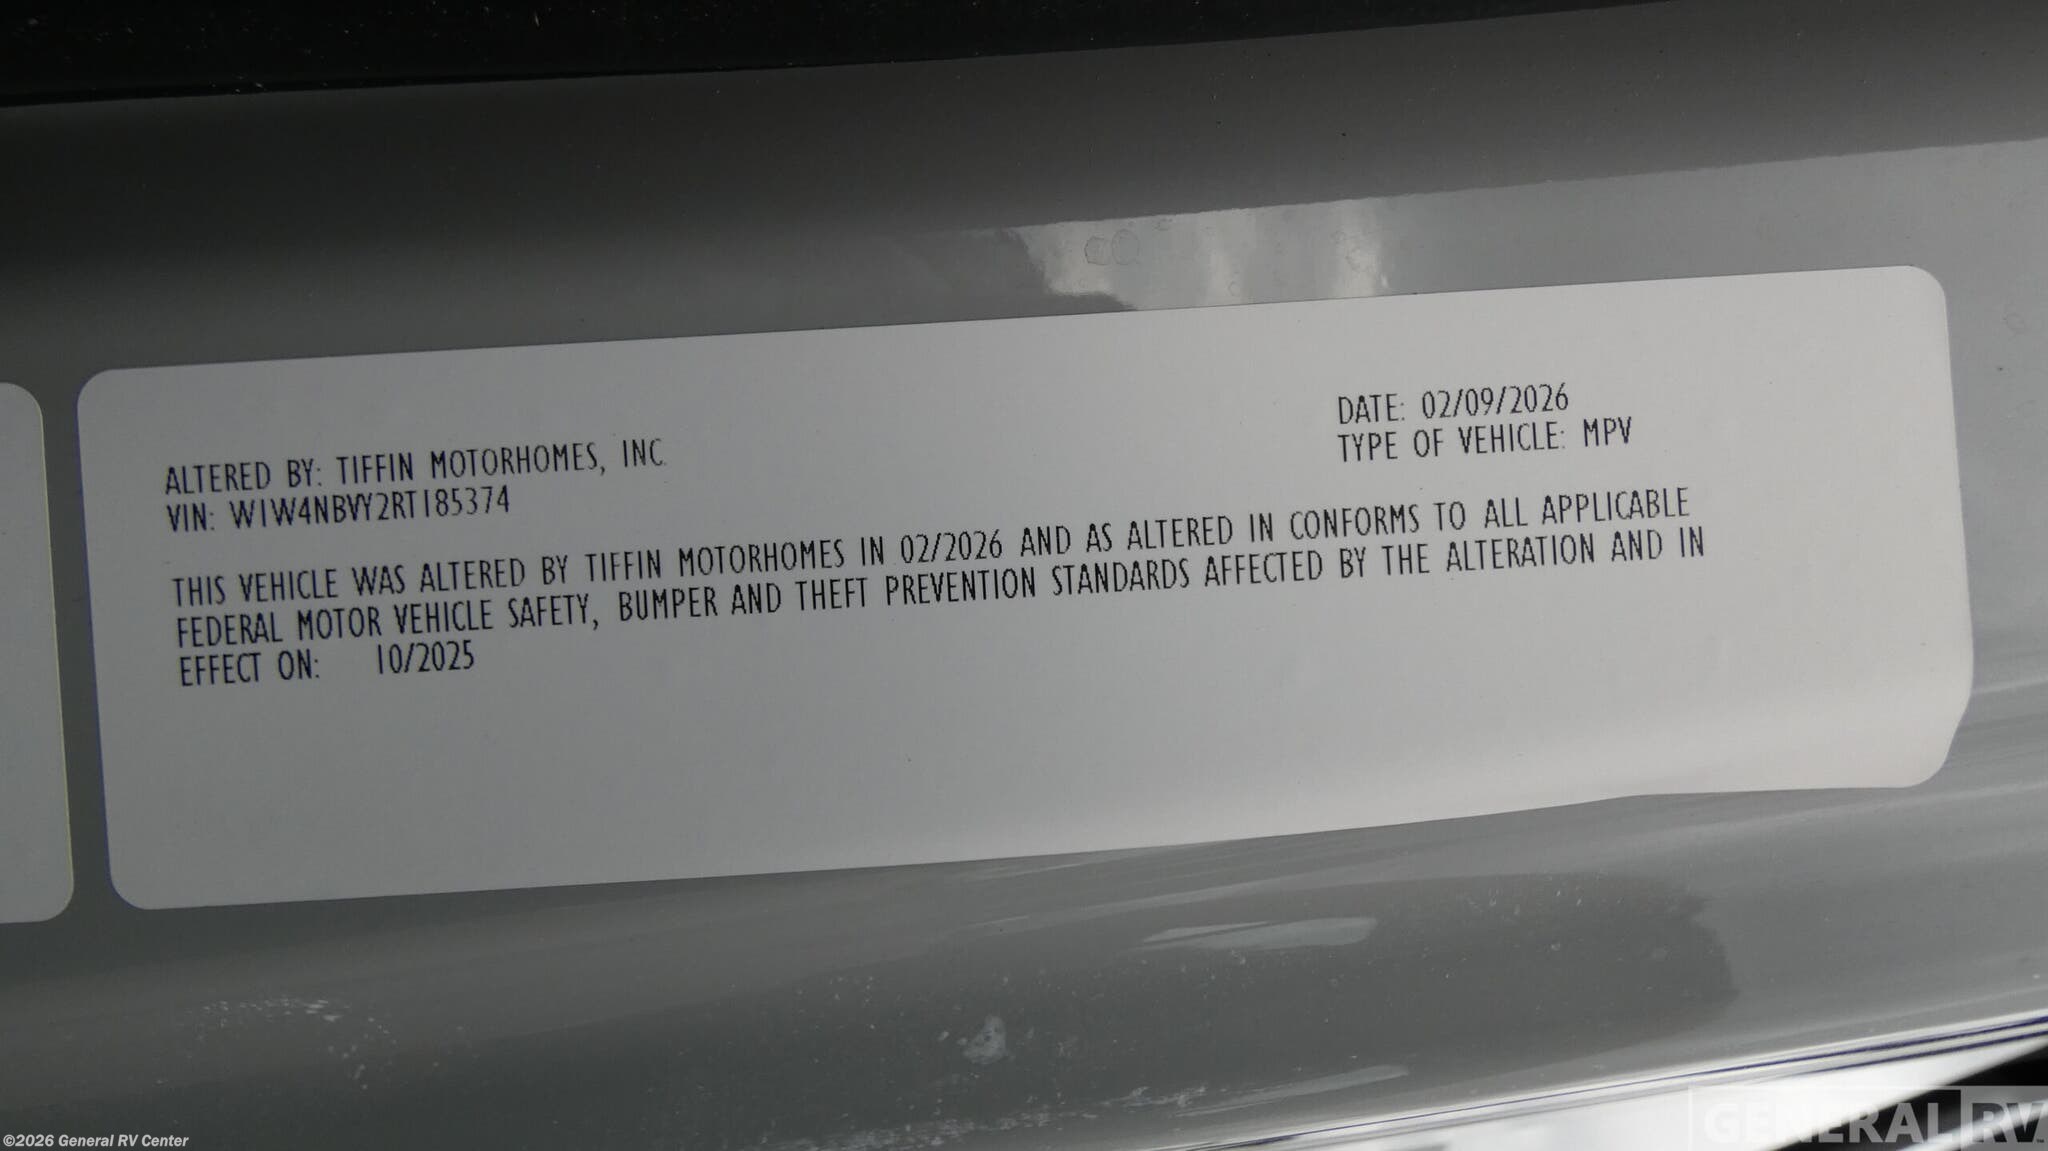 DATE: 02/09/2026
TYPE OF VEHICLE: MPV
ALTERED BY: TIFFIN MOTORHOMES, INC.
VIN: W1W4NBVY2RT185374
THIS VEHICLE WAS ALTERED BY TIFFIN MOTORHOMES IN 02/2026 AND AS ALTERED IN CONFORMS TO ALL APPLICABLE
FEDERAL MOTOR VEHICLE SAFETY, BUMPER AND THEFT PREVENTION STANDARDS AFFECTED BY THE ALTERATION AND IN
EFFECT ON: 10/2025
©2026 General RV Center
GENERAL RV